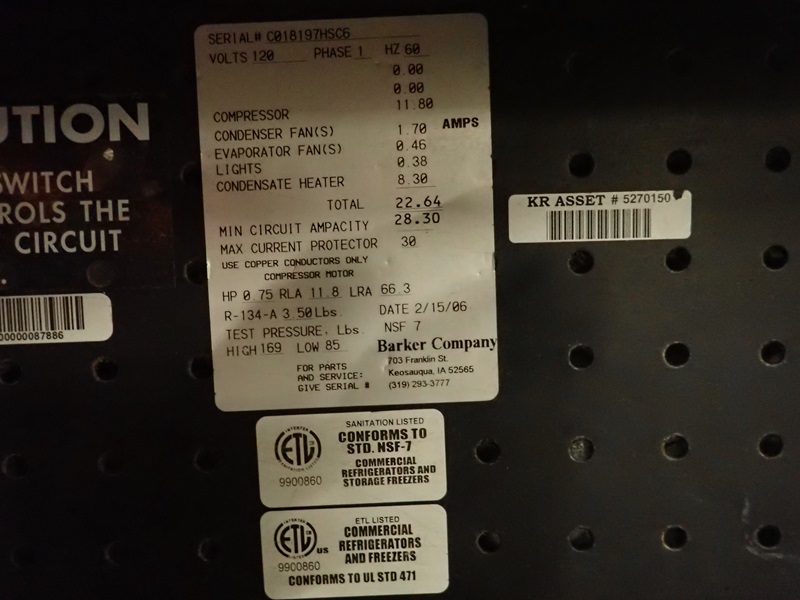 UTION
SWITCH
ROLS THE
CIRCUIT
00000087886
SERIAL# C018197HSC6
VOLTS 120 PHASE 1 HZ 60
0.00
0.00
COMPRESSOR 11.80
AMPS
CONDENSER FAN(S) 1.70
EVAPORATOR FAN(S) 0.46
LIGHTS 0.38
CONDENSATE HEATER 8.30
TOTAL 22.64
MIN CIRCUIT AMPACITY 28.30
MAX CURRENT PROTECTOR 30
USE COPPER CONDUCTORS ONLY
COMPRESSOR MOTOR
HP 0.75 RLA 11.8 LRA 66.3
R-134-A 3.50Lbs. DATE 2/15/06
TEST PRESSURE, Lbs. NSF 7
HIGH 169 LOW 85 Barker Company
703 Franklin St.
Keosauqua, IA 52565
(319) 293-3777
FOR PARTS
AND SERVICE:
GIVE SERIAL #
KR ASSET # 5270150
SANITATION LISTED
ETL
CONFORMS TO
STD. NSF-7
COMMERCIAL
REFRIGERATORS AND
STORAGE FREEZERS
9900860
ETL LISTED
ETL us
COMMERCIAL
REFRIGERATORS
AND FREEZERS
9900860
CONFORMS TO UL STD 471